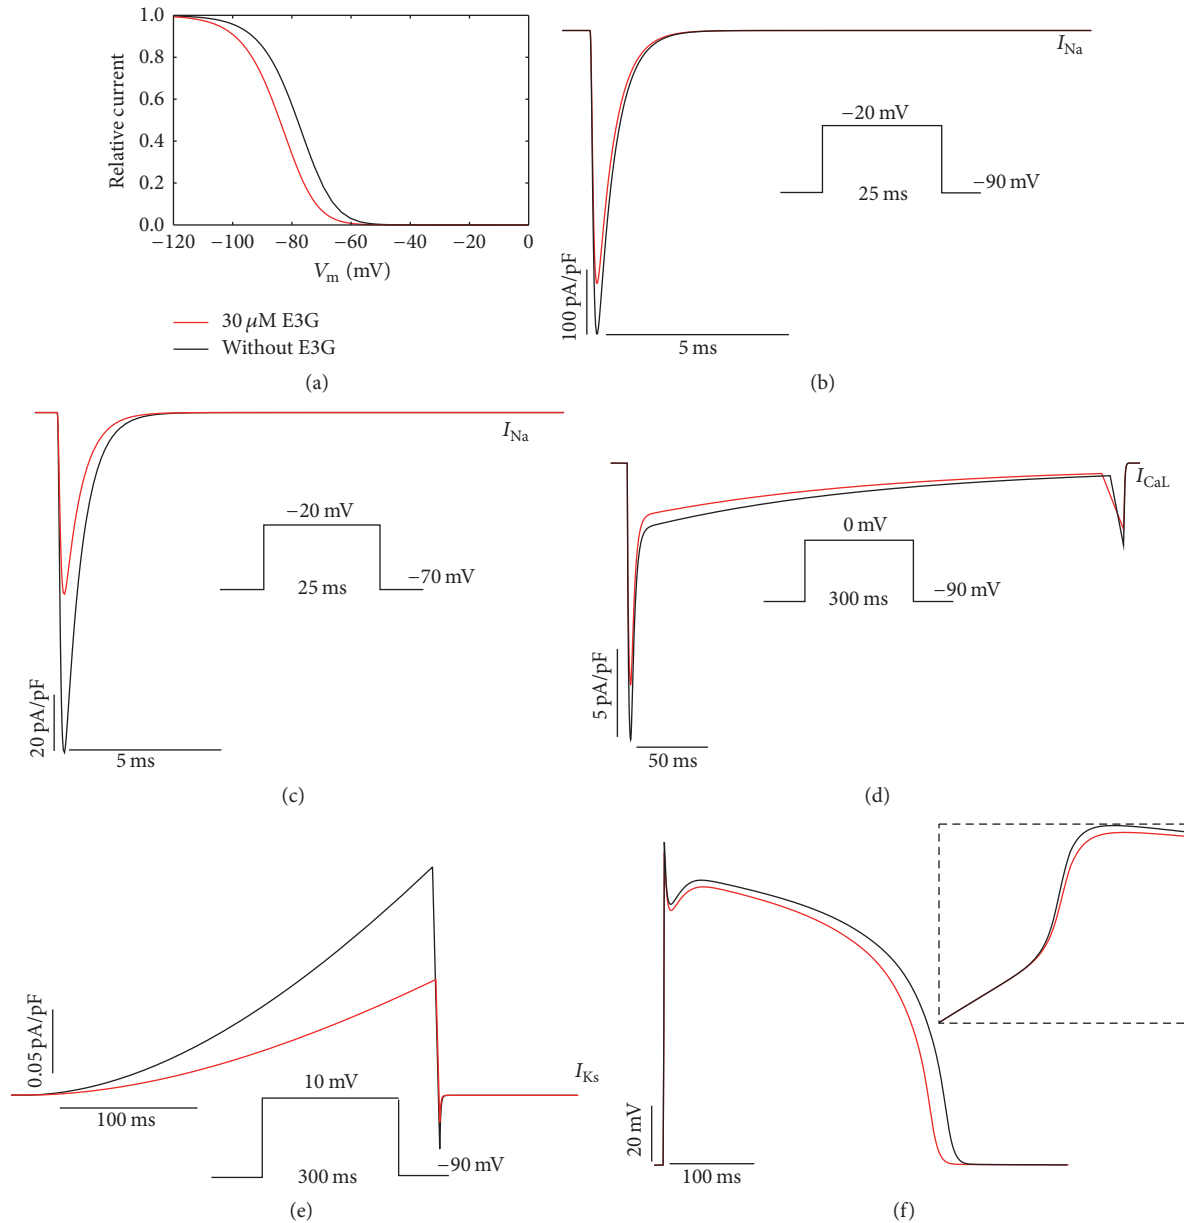 1.0
0.8
0.6
0.4
0.2
0.0
Relative current
−120 −100 −80 −60 −40 −20 0
V_m (mV)
30 μM E3G
Without E3G
(a)
I_Na
−20 mV
−90 mV
25 ms
100 pA/pF
5 ms
(b)
I_Na
−20 mV
−70 mV
25 ms
20 pA/pF
5 ms
(c)
I_CaL
0 mV
−90 mV
300 ms
5 pA/pF
50 ms
(d)
0.05 pA/pF
I_Ks
10 mV
100 ms
−90 mV
300 ms
(e)
20 mV
100 ms
(f)